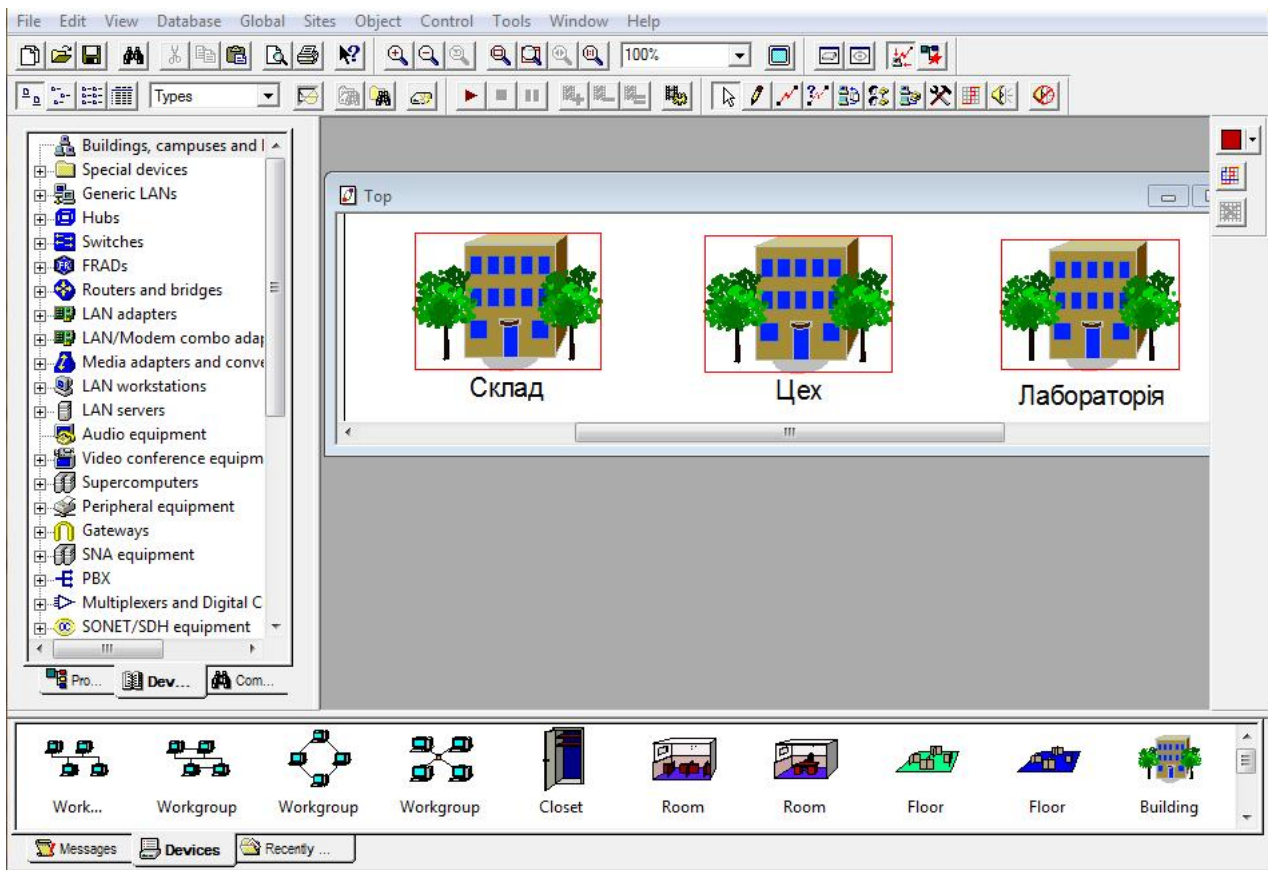 File Edit View Database Global Sites Object Control Tools Window Help
100%
Types
Buildings, campuses and l
Special devices
Generic LANs
Hubs
Switches
FRADs
Routers and bridges
LAN adapters
LAN/Modem combo adap
Media adapters and conve
LAN workstations
LAN servers
Audio equipment
Video conference equipm
Supercomputers
Peripheral equipment
Gateways
SNA equipment
PBX
Multiplexers and Digital C
SONET/SDH equipment
Pro... Dev... Com...
Top
Склад Цех Лабораторія
Work... Workgroup Workgroup Workgroup Closet Room Room Floor Floor Building
Messages Devices Recently ...